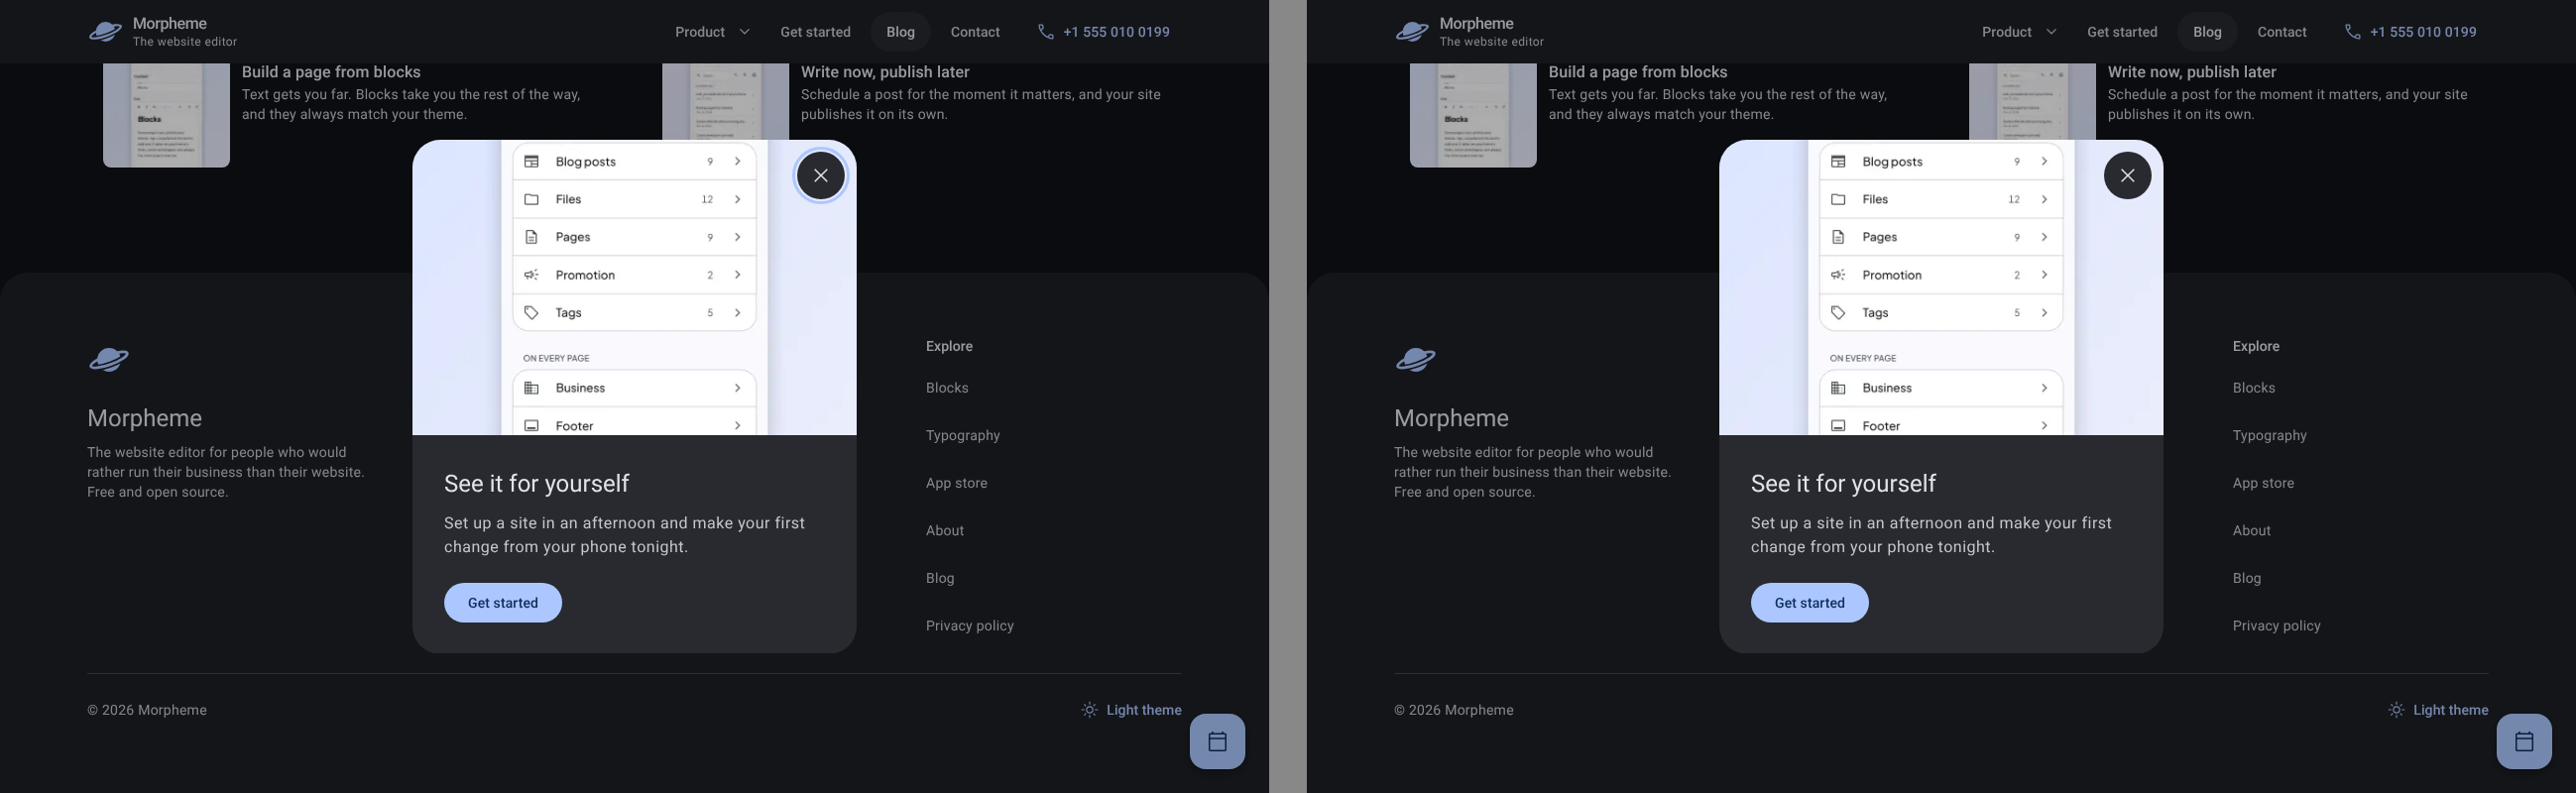 Morpheme
The website editor
Product
Get started
Blog
Contact
+1 555 010 0199
Build a page from blocks
Text gets you far. Blocks take you the rest of the way,
and they always match your theme.
Blocks
Write now, publish later
Schedule a post for the moment it matters, and your site
publishes it on its own.
Blog posts 9
Files 12
Pages 9
Promotion 2
Tags 5
ON EVERY PAGE
Business
Footer
See it for yourself
Set up a site in an afternoon and make your first
change from your phone tonight.
Get started
Morpheme
The website editor for people who would
rather run their business than their website.
Free and open source.
Explore
Blocks
Typography
App store
About
Blog
Privacy policy
© 2026 Morpheme
Light theme
Morpheme
The website editor
Product
Get started
Blog
Contact
+1 555 010 0199
Build a page from blocks
Text gets you far. Blocks take you the rest of the way,
and they always match your theme.
Blocks
Write now, publish later
Schedule a post for the moment it matters, and your site
publishes it on its own.
Blog posts 9
Files 12
Pages 9
Promotion 2
Tags 5
ON EVERY PAGE
Business
Footer
See it for yourself
Set up a site in an afternoon and make your first
change from your phone tonight.
Get started
Morpheme
The website editor for people who would
rather run their business than their website.
Free and open source.
Explore
Blocks
Typography
App store
About
Blog
Privacy policy
© 2026 Morpheme
Light theme